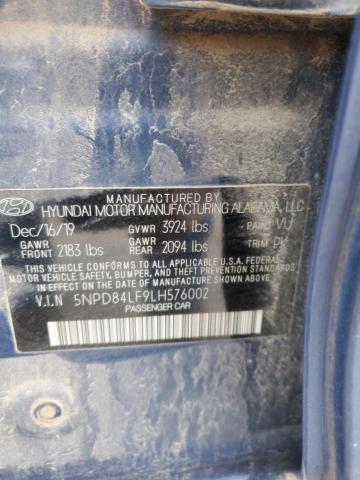 MANUFACTURED BY
HYUNDAI MOTOR MANUFACTURING ALABAMA, LLC
Dec/16/19 GVWR 3924 lbs PAINT VU
GAWR FRONT 2183 lbs GAWR REAR 2094 lbs TRIM PK
THIS VEHICLE CONFORMS TO ALL APPLICABLE FEDERAL
MOTOR VEHICLE SAFETY, BUMPER, AND THEFT PREVENTION
STANDARDS IN EFFECT ON THE DATE OF MANUFACTURE SHOWN ABOVE.
V.I.N 5NPD84LF9LH576002
PASSENGER CAR